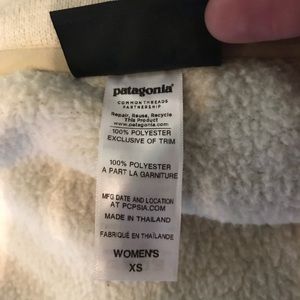 patagonia®
COMMON THREADS
PARTNERSHIP
Repair, Reuse, Recycle
This Product
www.patagonia.com
100% POLYESTER
EXCLUSIVE OF TRIM
100% POLYESTER
A PART LA GARNITURE
MFG DATE AND LOCATION
AT PCPSIA.COM
MADE IN THAILAND
FABRIQUÉ EN THAÏLANDE
WOMEN'S
XS